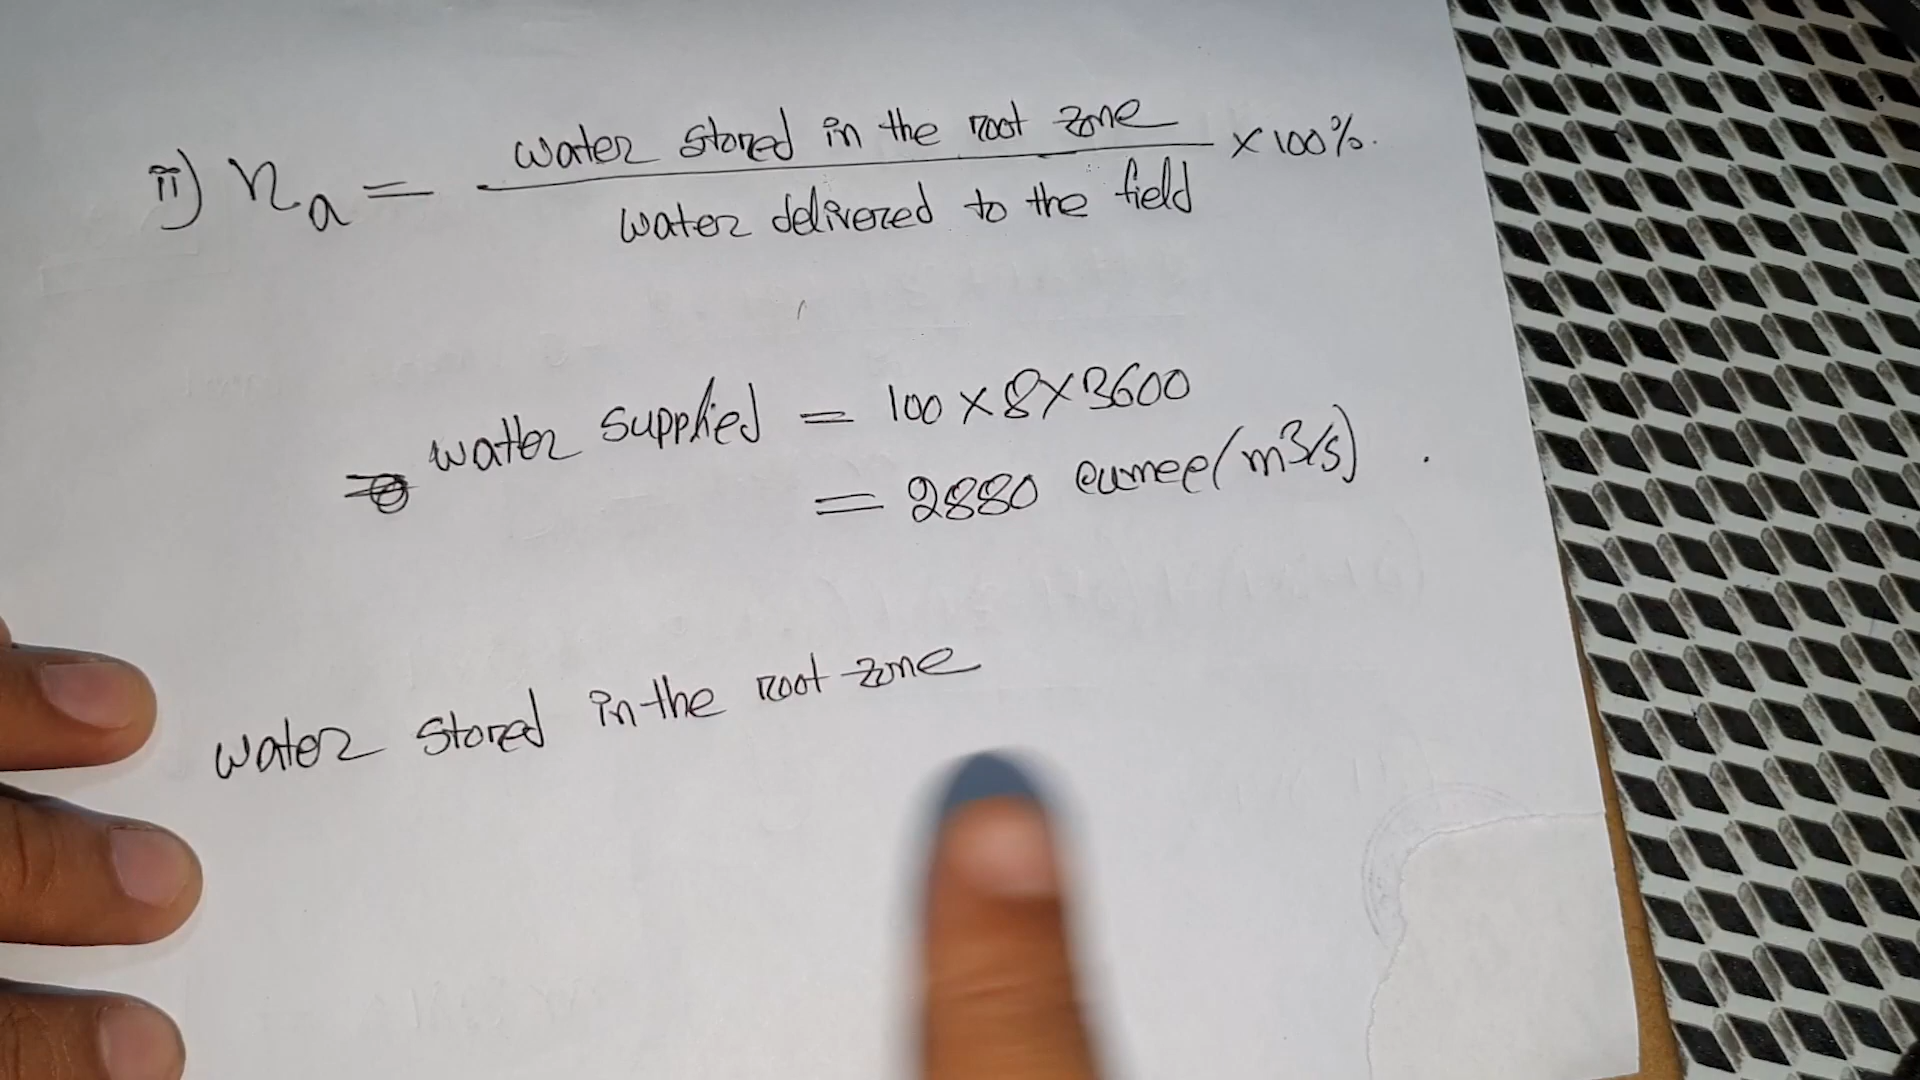 ii) η a = water stored in the root zone × 100%.
water delivered to the field
water supplied = 100 × 8 × 3600
= 2880 cumec (m3/s)
water stored in the root zone